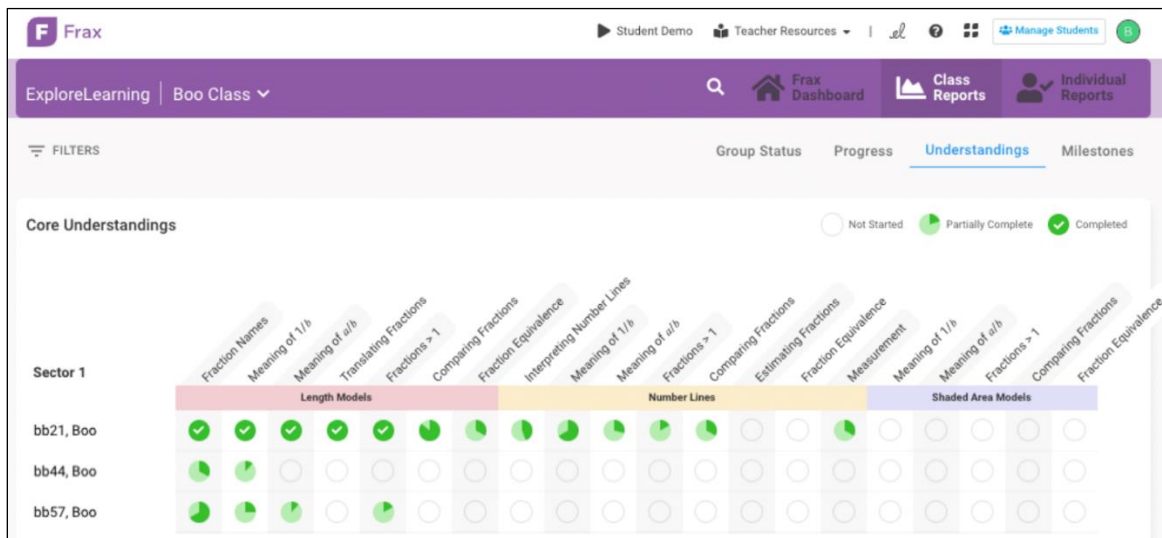 F Frax
Student Demo Teacher Resources | el ? Manage Students B
ExploreLearning | Boo Class Frax Dashboard Class Reports Individual Reports
FILTERS Group Status Progress Understandings Milestones
Core Understandings Not Started Partially Complete Completed
Fraction Names
Meaning of 1/b
Meaning of a/b
Translating Fractions
Fractions > 1
Comparing Fractions
Fraction Equivalence
Interpreting Number Lines
Meaning of 1/b
Meaning of a/b
Fractions > 1
Comparing Fractions
Estimating Fractions
Fraction Equivalence
Measurement
Meaning of 1/b
Meaning of a/b
Fractions > 1
Comparing Fractions
Fraction Equivalence
Sector 1
Length Models Number Lines Shaded Area Models
bb21, Boo
bb44, Boo
bb57, Boo